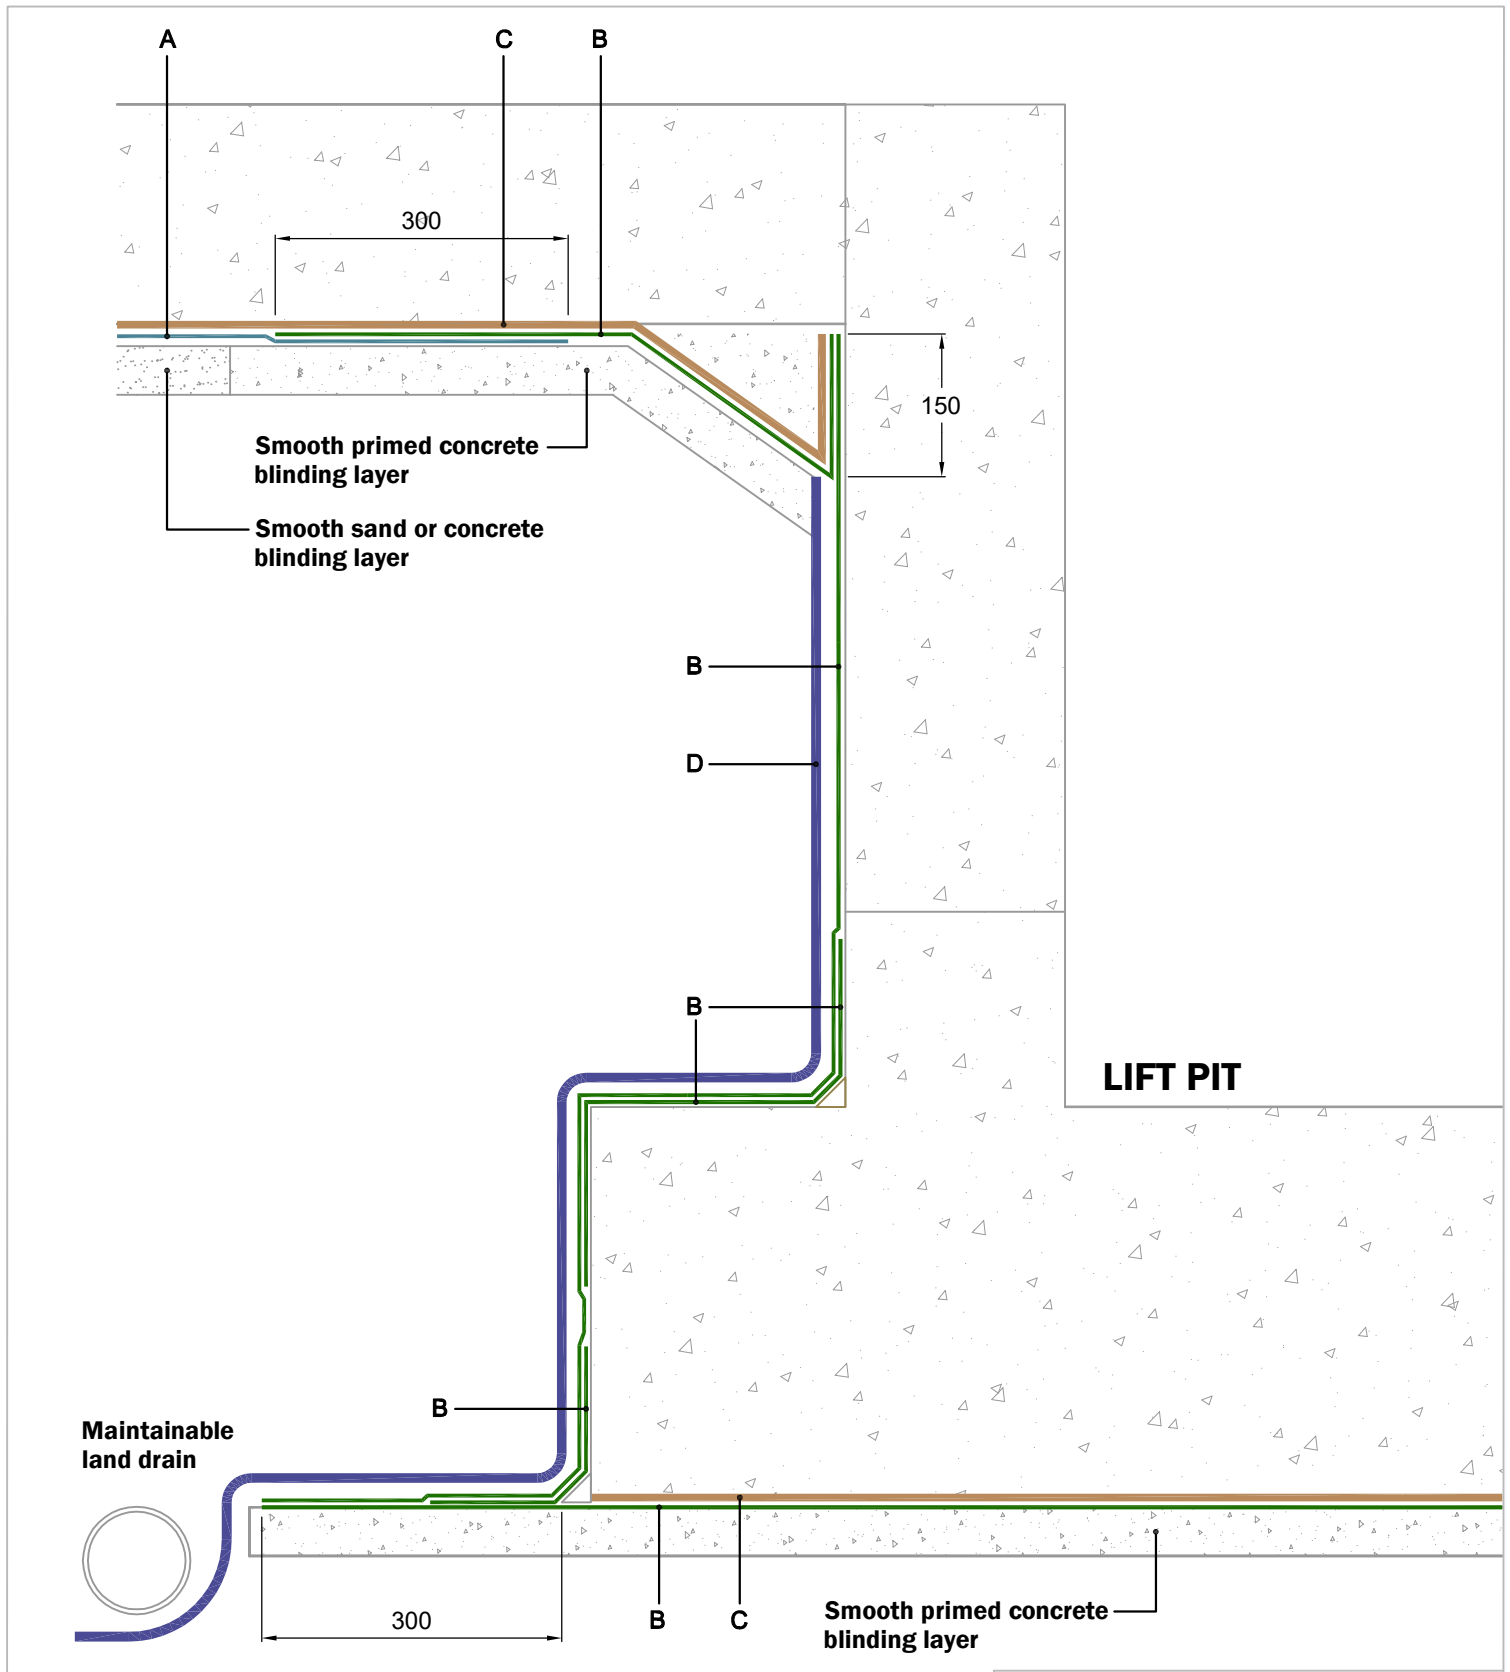 A
C
B
300
150
Smooth primed concrete
blinding layer
Smooth sand or concrete
blinding layer
B
D
B
LIFT PIT
B
Maintainable
land drain
300
B
C
Smooth primed concrete
blinding layer